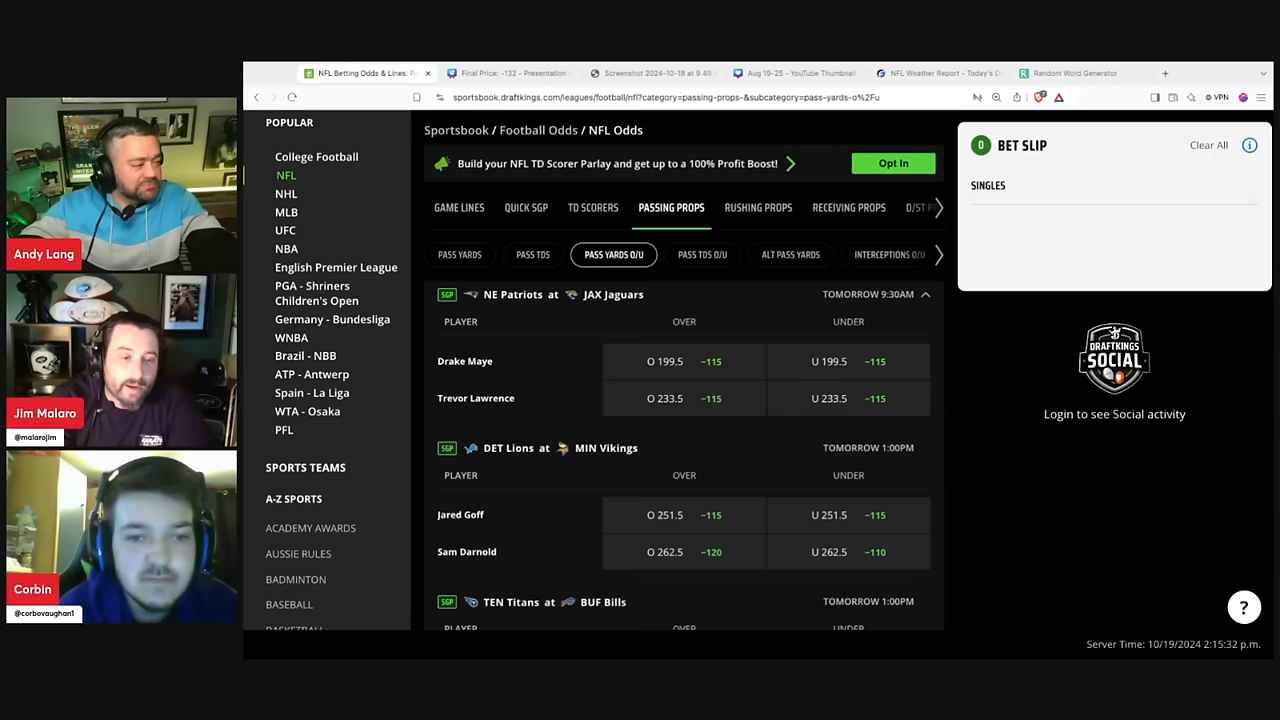 NFL Betting Odds & Lines: P
Final Price: -132 - Presentation
Screenshot 2024-10-18 at 9.49.
Aug 19-25 - YouTube Thumbnail
NFL Weather Report - Today's
Random Word Generator
sportsbook.draftkings.com/leagues/football/nfl?category=passing-props-&subcategory=pass-yards-o%2Fu
VPN
Andy Lang
Jim Malaro
@malarojim
Corbin
@corbovaughan1
POPULAR
College Football
NFL
NHL
MLB
UFC
NBA
English Premier League
PGA - Shriners
Children's Open
Germany - Bundesliga
WNBA
Brazil - NBB
ATP - Antwerp
Spain - La Liga
WTA - Osaka
PFL
SPORTS TEAMS
A-Z SPORTS
ACADEMY AWARDS
AUSSIE RULES
BADMINTON
BASEBALL
BASKETBALL
Sportsbook / Football Odds / NFL Odds
Build your NFL TD Scorer Parlay and get up to a 100% Profit Boost!
Opt In
GAME LINES QUICK SGP TD SCORERS PASSING PROPS RUSHING PROPS RECEIVING PROPS D/ST P
PASS YARDS PASS TDS PASS YARDS O/U PASS TDS O/U ALT PASS YARDS INTERCEPTIONS O/U
SGP NE Patriots at JAX Jaguars TOMORROW 9:30AM
PLAYER OVER UNDER
Drake Maye O 199.5 −115 U 199.5 −115
Trevor Lawrence O 233.5 −115 U 233.5 −115
SGP DET Lions at MIN Vikings TOMORROW 1:00PM
PLAYER OVER UNDER
Jared Goff O 251.5 −115 U 251.5 −115
Sam Darnold O 262.5 −120 U 262.5 −110
SGP TEN Titans at BUF Bills TOMORROW 1:00PM
PLAYER OVER UNDER
0 BET SLIP Clear All
SINGLES
DRAFTKINGS
SOCIAL
Login to see Social activity
?
Server Time: 10/19/2024 2:15:32 p.m.